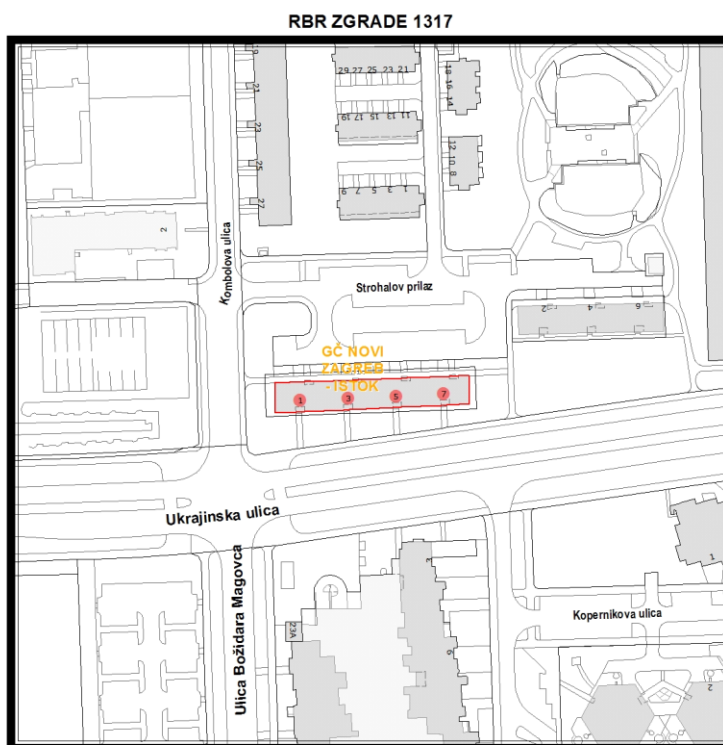 RBR ZGRADE 1317
29 27 25 23 21
18
16
14
21
23
19 17 15 13 11
12
10
8
25
9 7 5 3 1
27
2
Kombolova ulica
Strohalov prilaz
2 4 6
GČ NOVI
ZAGREB
- ISTOK
1 3 5 7
Ukrajinska ulica
Ulica Božidara Magovca
23A
Kopernikova ulica
1
2